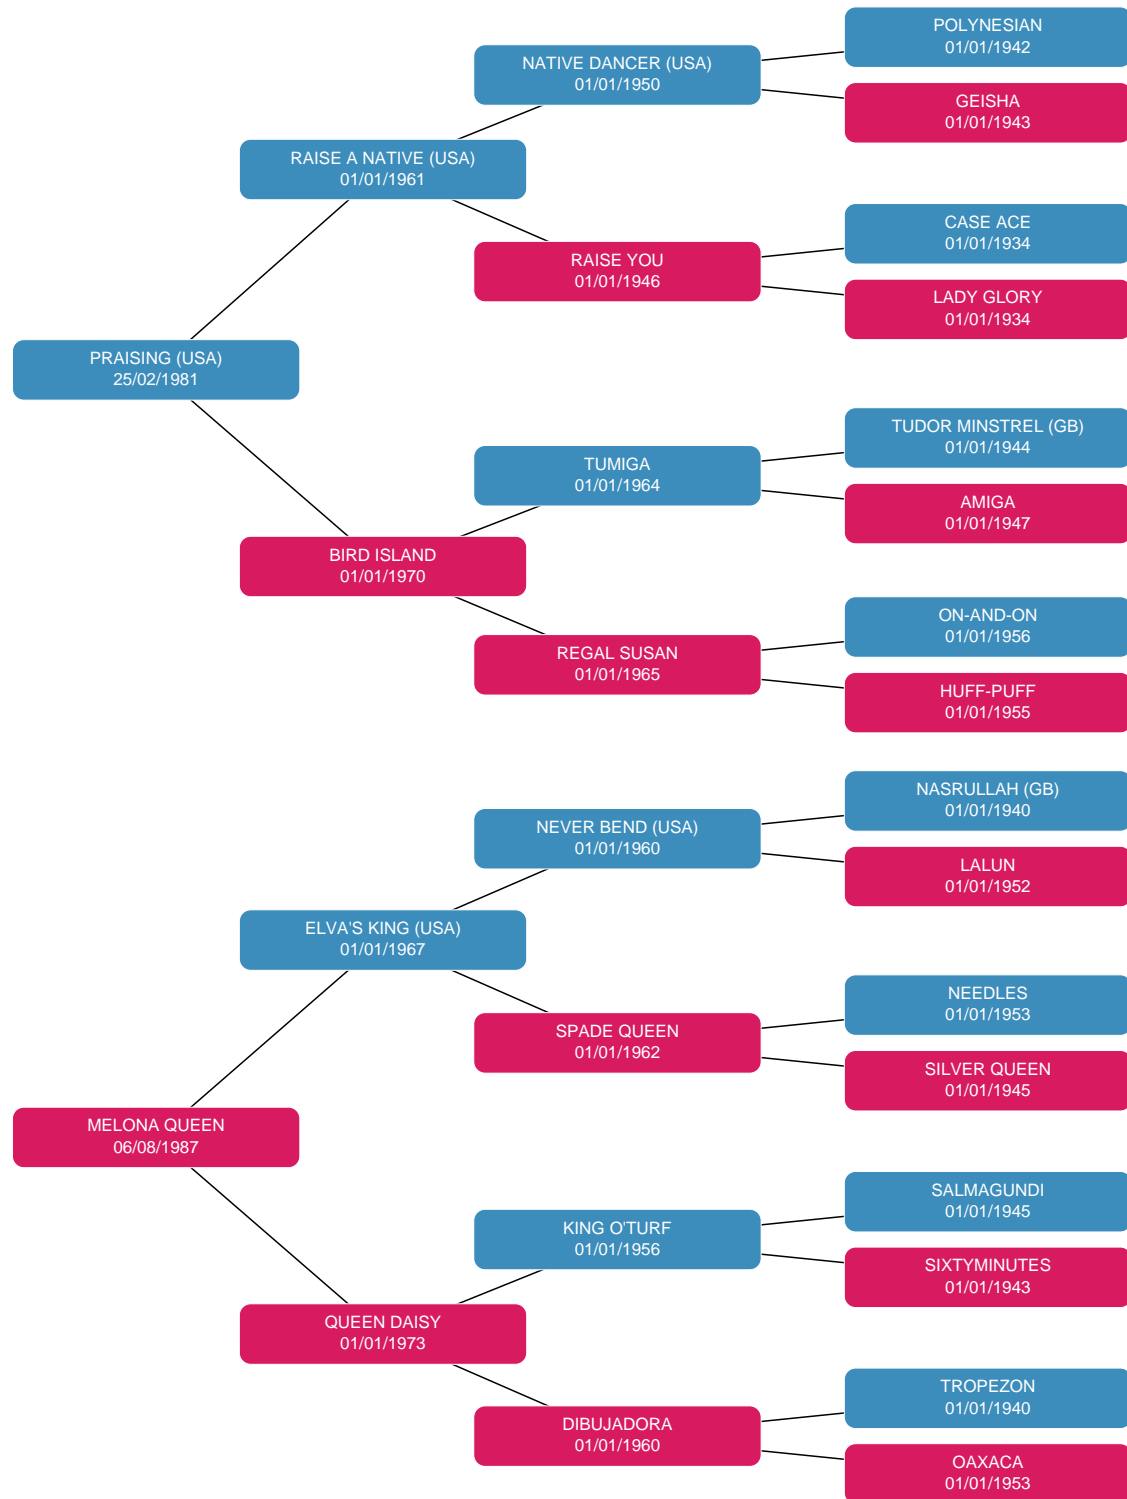 POLYNESIAN
01/01/1942
NATIVE DANCER (USA)
01/01/1950
GEISHA
01/01/1943
RAISE A NATIVE (USA)
01/01/1961
CASE ACE
01/01/1934
RAISE YOU
01/01/1946
LADY GLORY
01/01/1934
PRAISING (USA)
25/02/1981
TUDOR MINSTREL (GB)
01/01/1944
TUMIGA
01/01/1964
AMIGA
01/01/1947
BIRD ISLAND
01/01/1970
ON-AND-ON
01/01/1956
REGAL SUSAN
01/01/1965
HUFF-PUFF
01/01/1955
NASRULLAH (GB)
01/01/1940
NEVER BEND (USA)
01/01/1960
LALUN
01/01/1952
ELVA'S KING (USA)
01/01/1967
NEEDLES
01/01/1953
SPADE QUEEN
01/01/1962
SILVER QUEEN
01/01/1945
MELONA QUEEN
06/08/1987
SALMAGUNDI
01/01/1945
KING O'TURF
01/01/1956
SIXTYMINUTES
01/01/1943
QUEEN DAISY
01/01/1973
TROPEZON
01/01/1940
DIBUJADORA
01/01/1960
OAXACA
01/01/1953